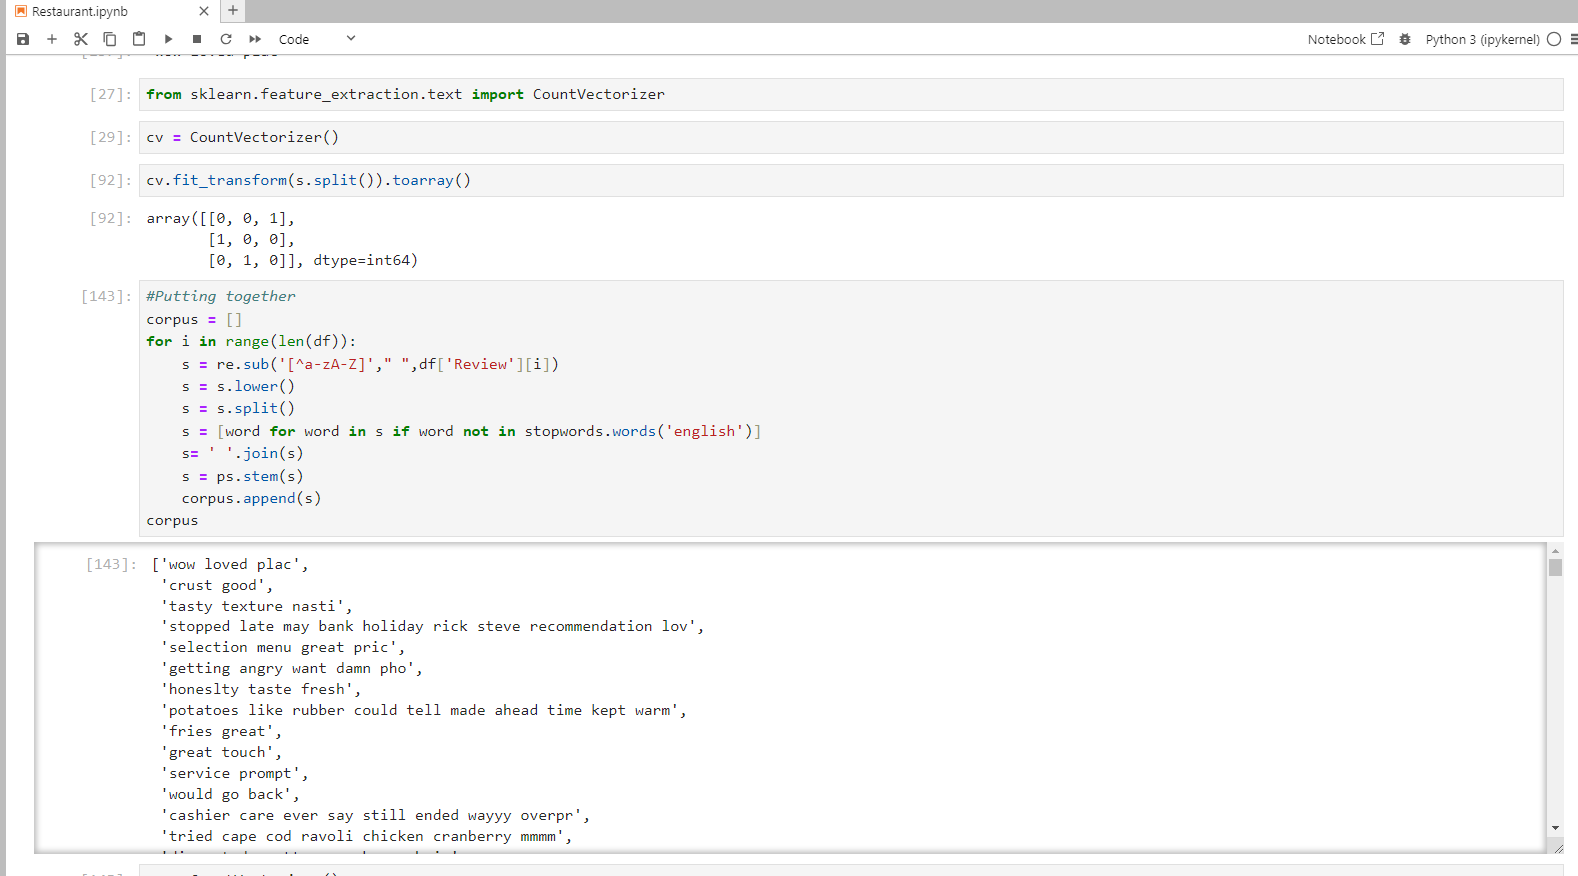 Restaurant.ipynb
Code
Notebook
Python 3 (ipykernel)
[27]: from sklearn.feature_extraction.text import CountVectorizer
[29]: cv = CountVectorizer()
[92]: cv.fit_transform(s.split()).toarray()
[92]: array([[0, 0, 1],
[1, 0, 0],
[0, 1, 0]], dtype=int64)
[143]: #Putting together
corpus = []
for i in range(len(df)):
s = re.sub('[^a-zA-Z]'," ",df['Review'][i])
s = s.lower()
s = s.split()
s = [word for word in s if word not in stopwords.words('english')]
s= ' '.join(s)
s = ps.stem(s)
corpus.append(s)
corpus
[143]: ['wow loved plac',
'crust good',
'tasty texture nasti',
'stopped late may bank holiday rick steve recommendation lov',
'selection menu great pric',
'getting angry want damn pho',
'honeslty taste fresh',
'potatoes like rubber could tell made ahead time kept warm',
'fries great',
'great touch',
'service prompt',
'would go back',
'cashier care ever say still ended wayyy overpr',
'tried cape cod ravoli chicken cranberry mmmm',